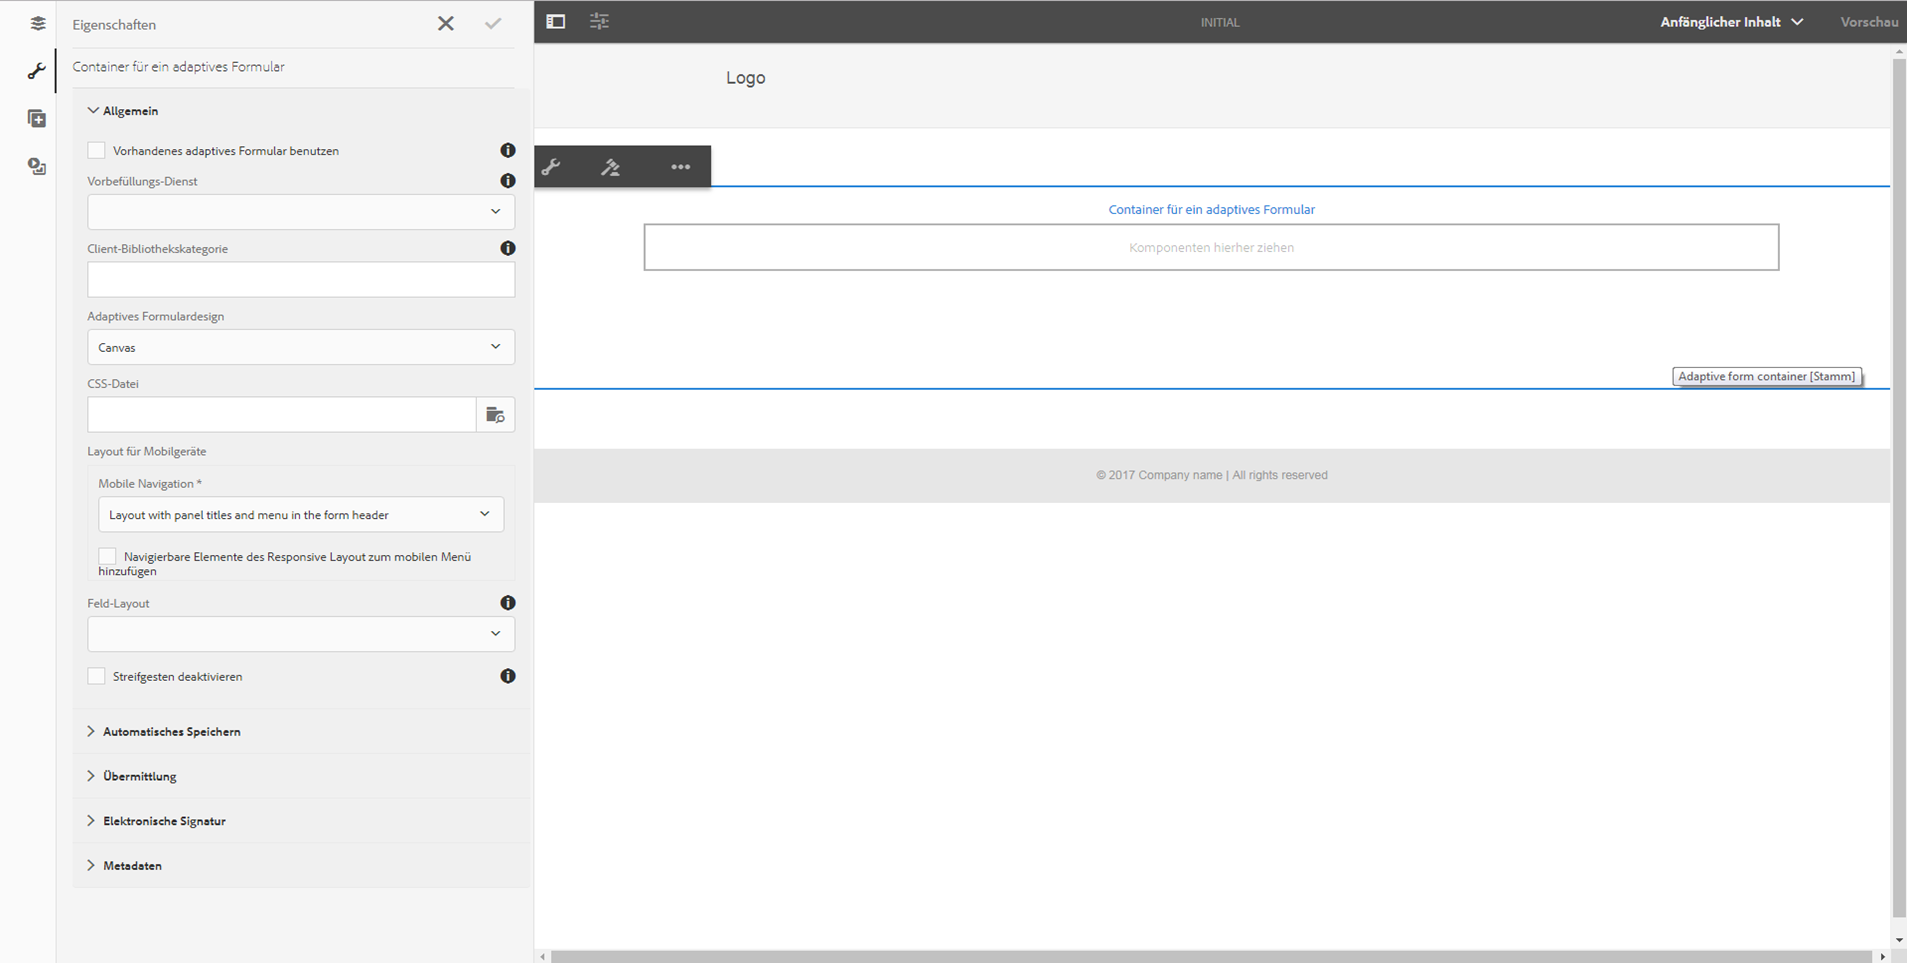 Eigenschaften
Container für ein adaptives Formular
Allgemein
Vorhandenes adaptives Formular benutzen
Vorbefüllungs-Dienst
Client-Bibliothekskategorie
Adaptives Formulardesign
Canvas
CSS-Datei
Layout für Mobilgeräte
Mobile Navigation *
Layout with panel titles and menu in the form header
Navigierbare Elemente des Responsive Layout zum mobilen Menü
hinzufügen
Feld-Layout
Streifgesten deaktivieren
Automatisches Speichern
Übermittlung
Elektronische Signatur
Metadaten
INITIAL
Anfänglicher Inhalt
Vorschau
Logo
Container für ein adaptives Formular
Komponenten hierher ziehen
Adaptive form container [Stamm]
© 2017 Company name | All rights reserved